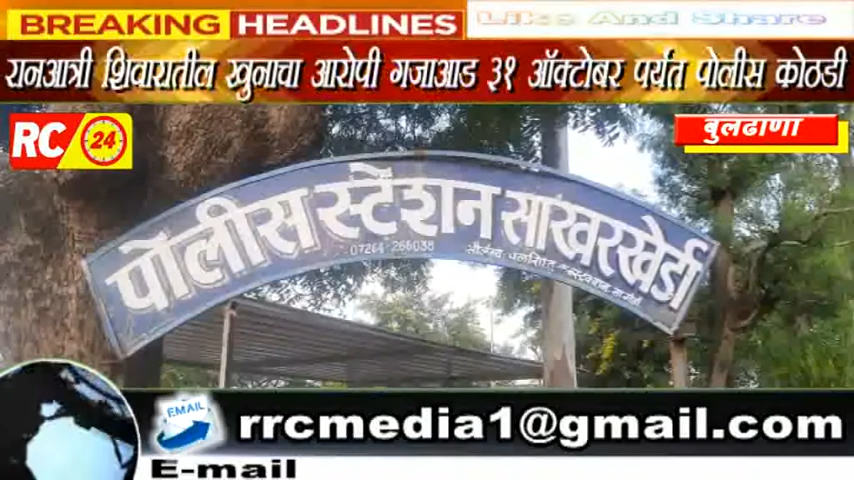 BREAKING HEADLINES
Like And Share
रानआत्री शिवारातील खुनाचा आरोपी गजाआड ३१ ऑक्टोबर पर्यंत पोलीस कोठडी
RC 24
बुलढाणा
पोलीस स्टेशन साखरखेर्डा
07264-266038
EMAIL
rrcmedia1@gmail.com
E-mail